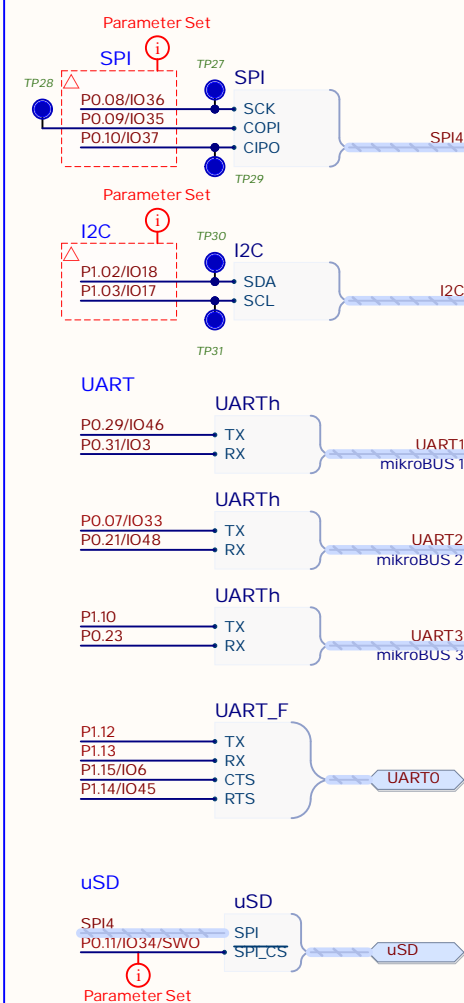 Parameter Set
i
SPI
TP27
SPI
TP28
P0.08/IO36
SCK
P0.09/IO35
COPI
P0.10/IO37
CIPO
SPI4
TP29
Parameter Set
i
I2C
TP30
I2C
P1.02/IO18
SDA
P1.03/IO17
SCL
I2C
TP31
UART
UARTh
P0.29/IO46
TX
P0.31/IO3
RX
UART1
mikroBUS 1
UARTh
P0.07/IO33
TX
P0.21/IO48
RX
UART2
mikroBUS 2
UARTh
P1.10
TX
P0.23
RX
UART3
mikroBUS 3
UART_F
P1.12
TX
P1.13
RX
P1.15/IO6
CTS
P1.14/IO45
RTS
UART0
uSD
uSD
SPI4
SPI
P0.11/IO34/SWO
SPI_CS
uSD
i
Parameter Set